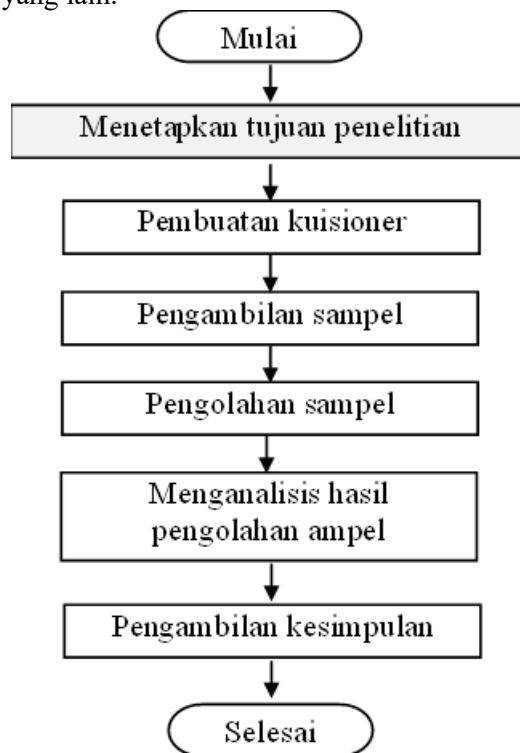 yang lain.
Mulai
Menetapkan tujuan penelitian
Pembuatan kuisioner
Pengambilan sampel
Pengolahan sampel
Menganalisis hasil
pengolahan ampel
Pengambilan kesimpulan
Selesai